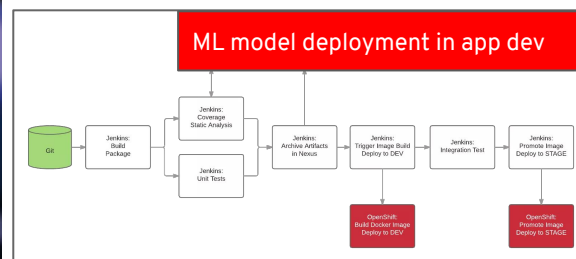 ML model deployment in app dev
Git
Jenkins:
Build
Package
Jenkins:
Coverage
Static Analysis
Jenkins:
Unit Tests
Jenkins:
Archive Artifacts
in Nexus
Jenkins:
Trigger Image Build
Deploy to DEV
Jenkins:
Integration Test
Jenkins:
Promote Image
Deploy to STAGE
OpenShift:
Build Docker Image
Deploy to DEV
OpenShift:
Promote Image
Deploy to STAGE